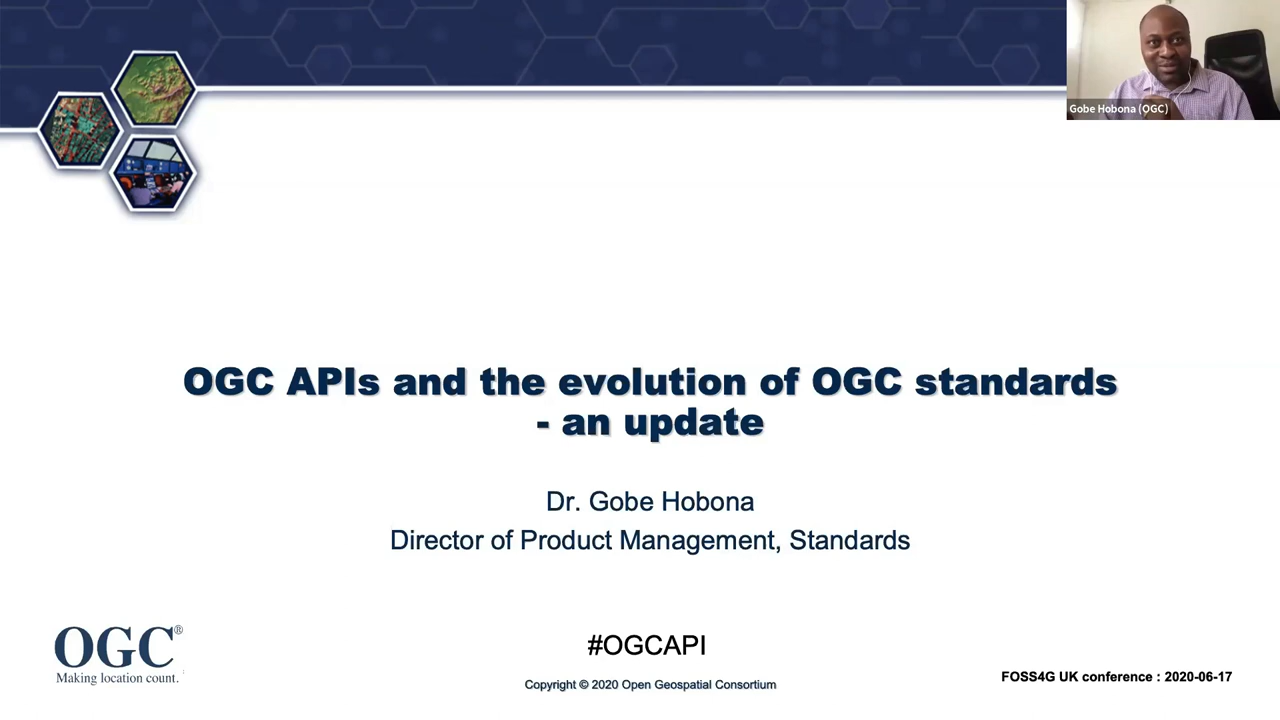 Gobe Hobona (OGC)
OGC APIs and the evolution of OGC standards
- an update
Dr. Gobe Hobona
Director of Product Management, Standards
OGC®
Making location count.
#OGCAPI
Copyright © 2020 Open Geospatial Consortium
FOSS4G UK conference : 2020-06-17